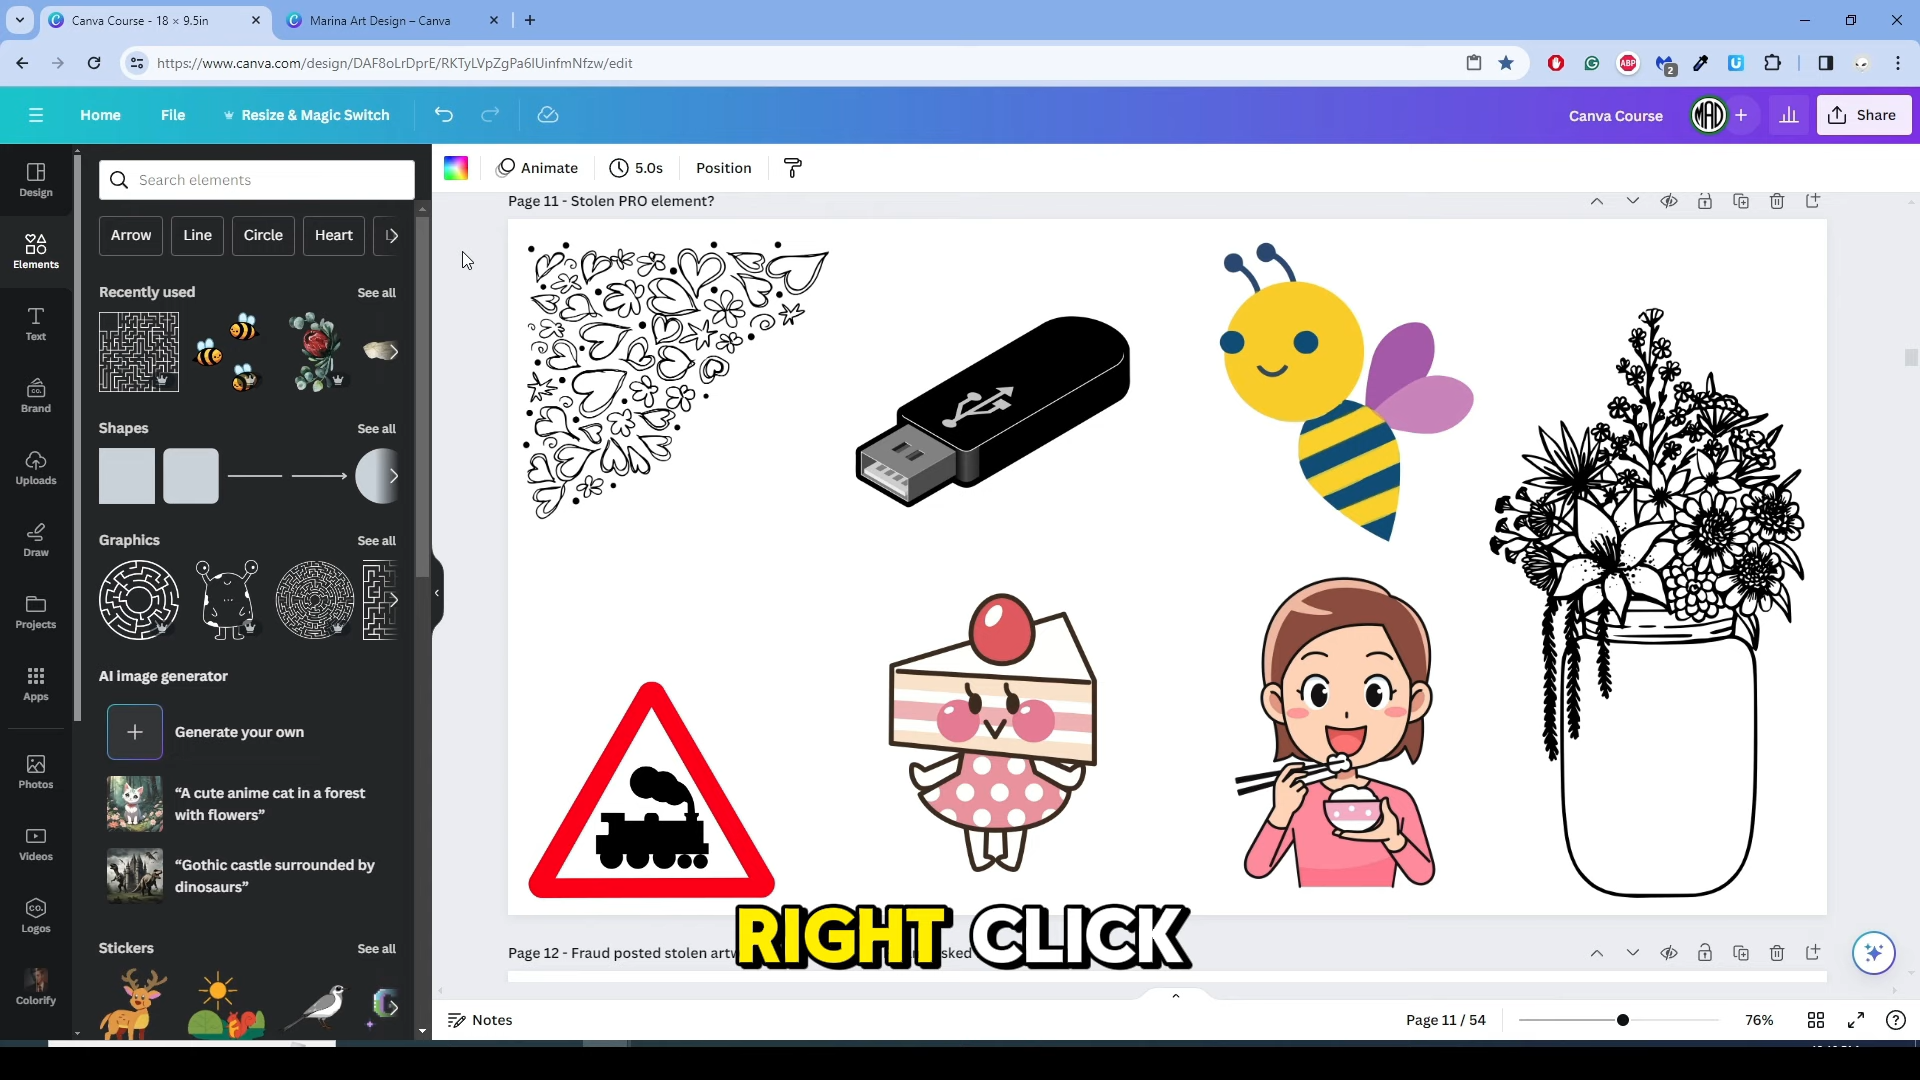 Canva Course - 18 × 9.5in
Marina Art Design – Canva
https://www.canva.com/design/DAF8oLrDprE/RKTyLVpZgPa6IUinfmNfzw/edit
ABP
2
Home
File
Resize & Magic Switch
Canva Course
MAD
Share
Design
Elements
Text
Brand
Uploads
Draw
Projects
Apps
Photos
Videos
Logos
Colorify
CO.
CO.
Search elements
Arrow
Line
Circle
Heart
Recently used
See all
Shapes
See all
Graphics
See all
AI image generator
Generate your own
“A cute anime cat in a forest
with flowers”
“Gothic castle surrounded by
dinosaurs”
Stickers
See all
Animate
5.0s
Position
Page 11 - Stolen PRO element?
RIGHT CLICK
Page 12 - Fraud posted stolen
Notes
Page 11 / 54
76%